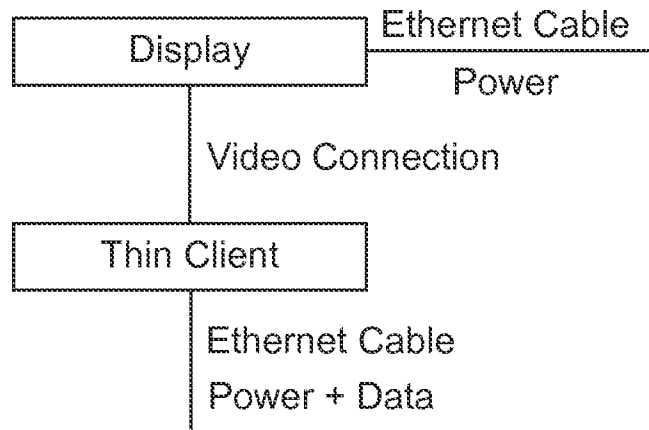 Display
Ethernet Cable
Power
Video Connection
Thin Client
Ethernet Cable
Power + Data